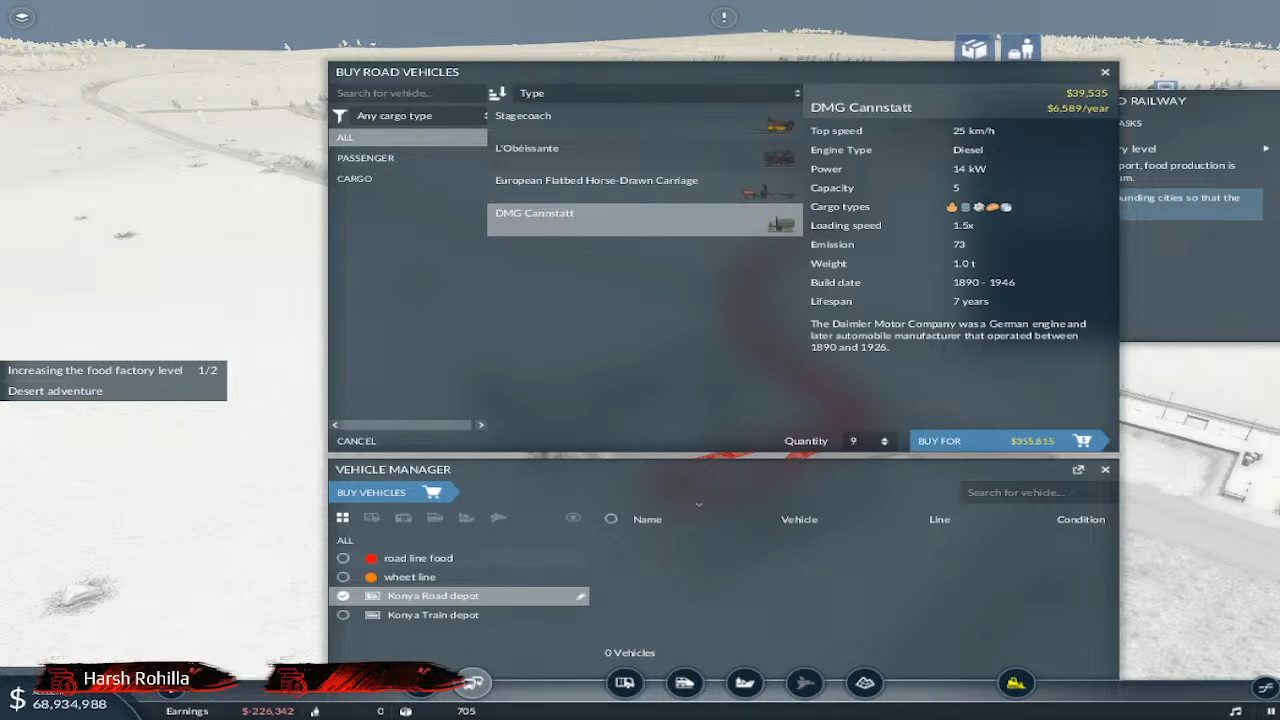 BUY ROAD VEHICLES
Search for vehicle...
Type
Any cargo type
ALL
PASSENGER
CARGO
Stagecoach
L'Obéissante
European Flatbed Horse-Drawn Carriage
DMG Cannstatt
$39,535
DMG Cannstatt
$6,589/year
Top speed 25 km/h
Engine Type Diesel
Power 14 kW
Capacity 5
Cargo types
Loading speed 1.5x
Emission 73
Weight 1.0 t
Build date 1890 - 1946
Lifespan 7 years
The Daimler Motor Company was a German engine and
later automobile manufacturer that operated between
1890 and 1926.
CANCEL
Quantity 9
BUY FOR $355,815
RAILWAY
ry level
port, food production is
um.
unding cities so that the
Increasing the food factory level 1/2
Desert adventure
VEHICLE MANAGER
BUY VEHICLES
Search for vehicle...
Name Vehicle Line Condition
ALL
road line food
wheet line
Konya Road depot
Konya Train depot
0 Vehicles
Harsh Rohilla
$ 68,934,988
Earnings $-226,342 0 705